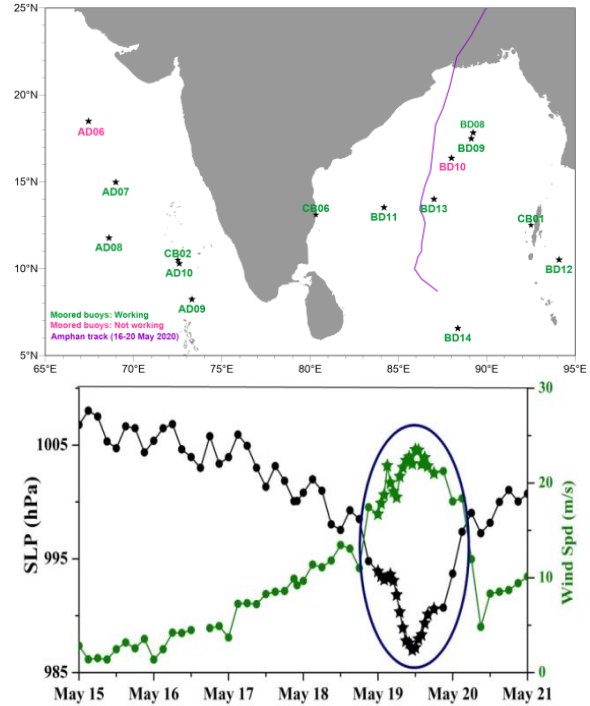 25°N
20°N
15°N
10°N
5°N
AD06
AD07
AD08
CB02
AD10
AD09
CB06
BD11
BD13
BD10
BD08
BD09
CB01
BD12
BD14
Moored buoys: Working
Moored buoys: Not working
Amphan track (16-20 May 2020)
65°E 70°E 75°E 80°E 85°E 90°E 95°E
SLP (hPa)
1005
995
985
Wind Spd (m/s)
30
20
10
0
May 15 May 16 May 17 May 18 May 19 May 20 May 21